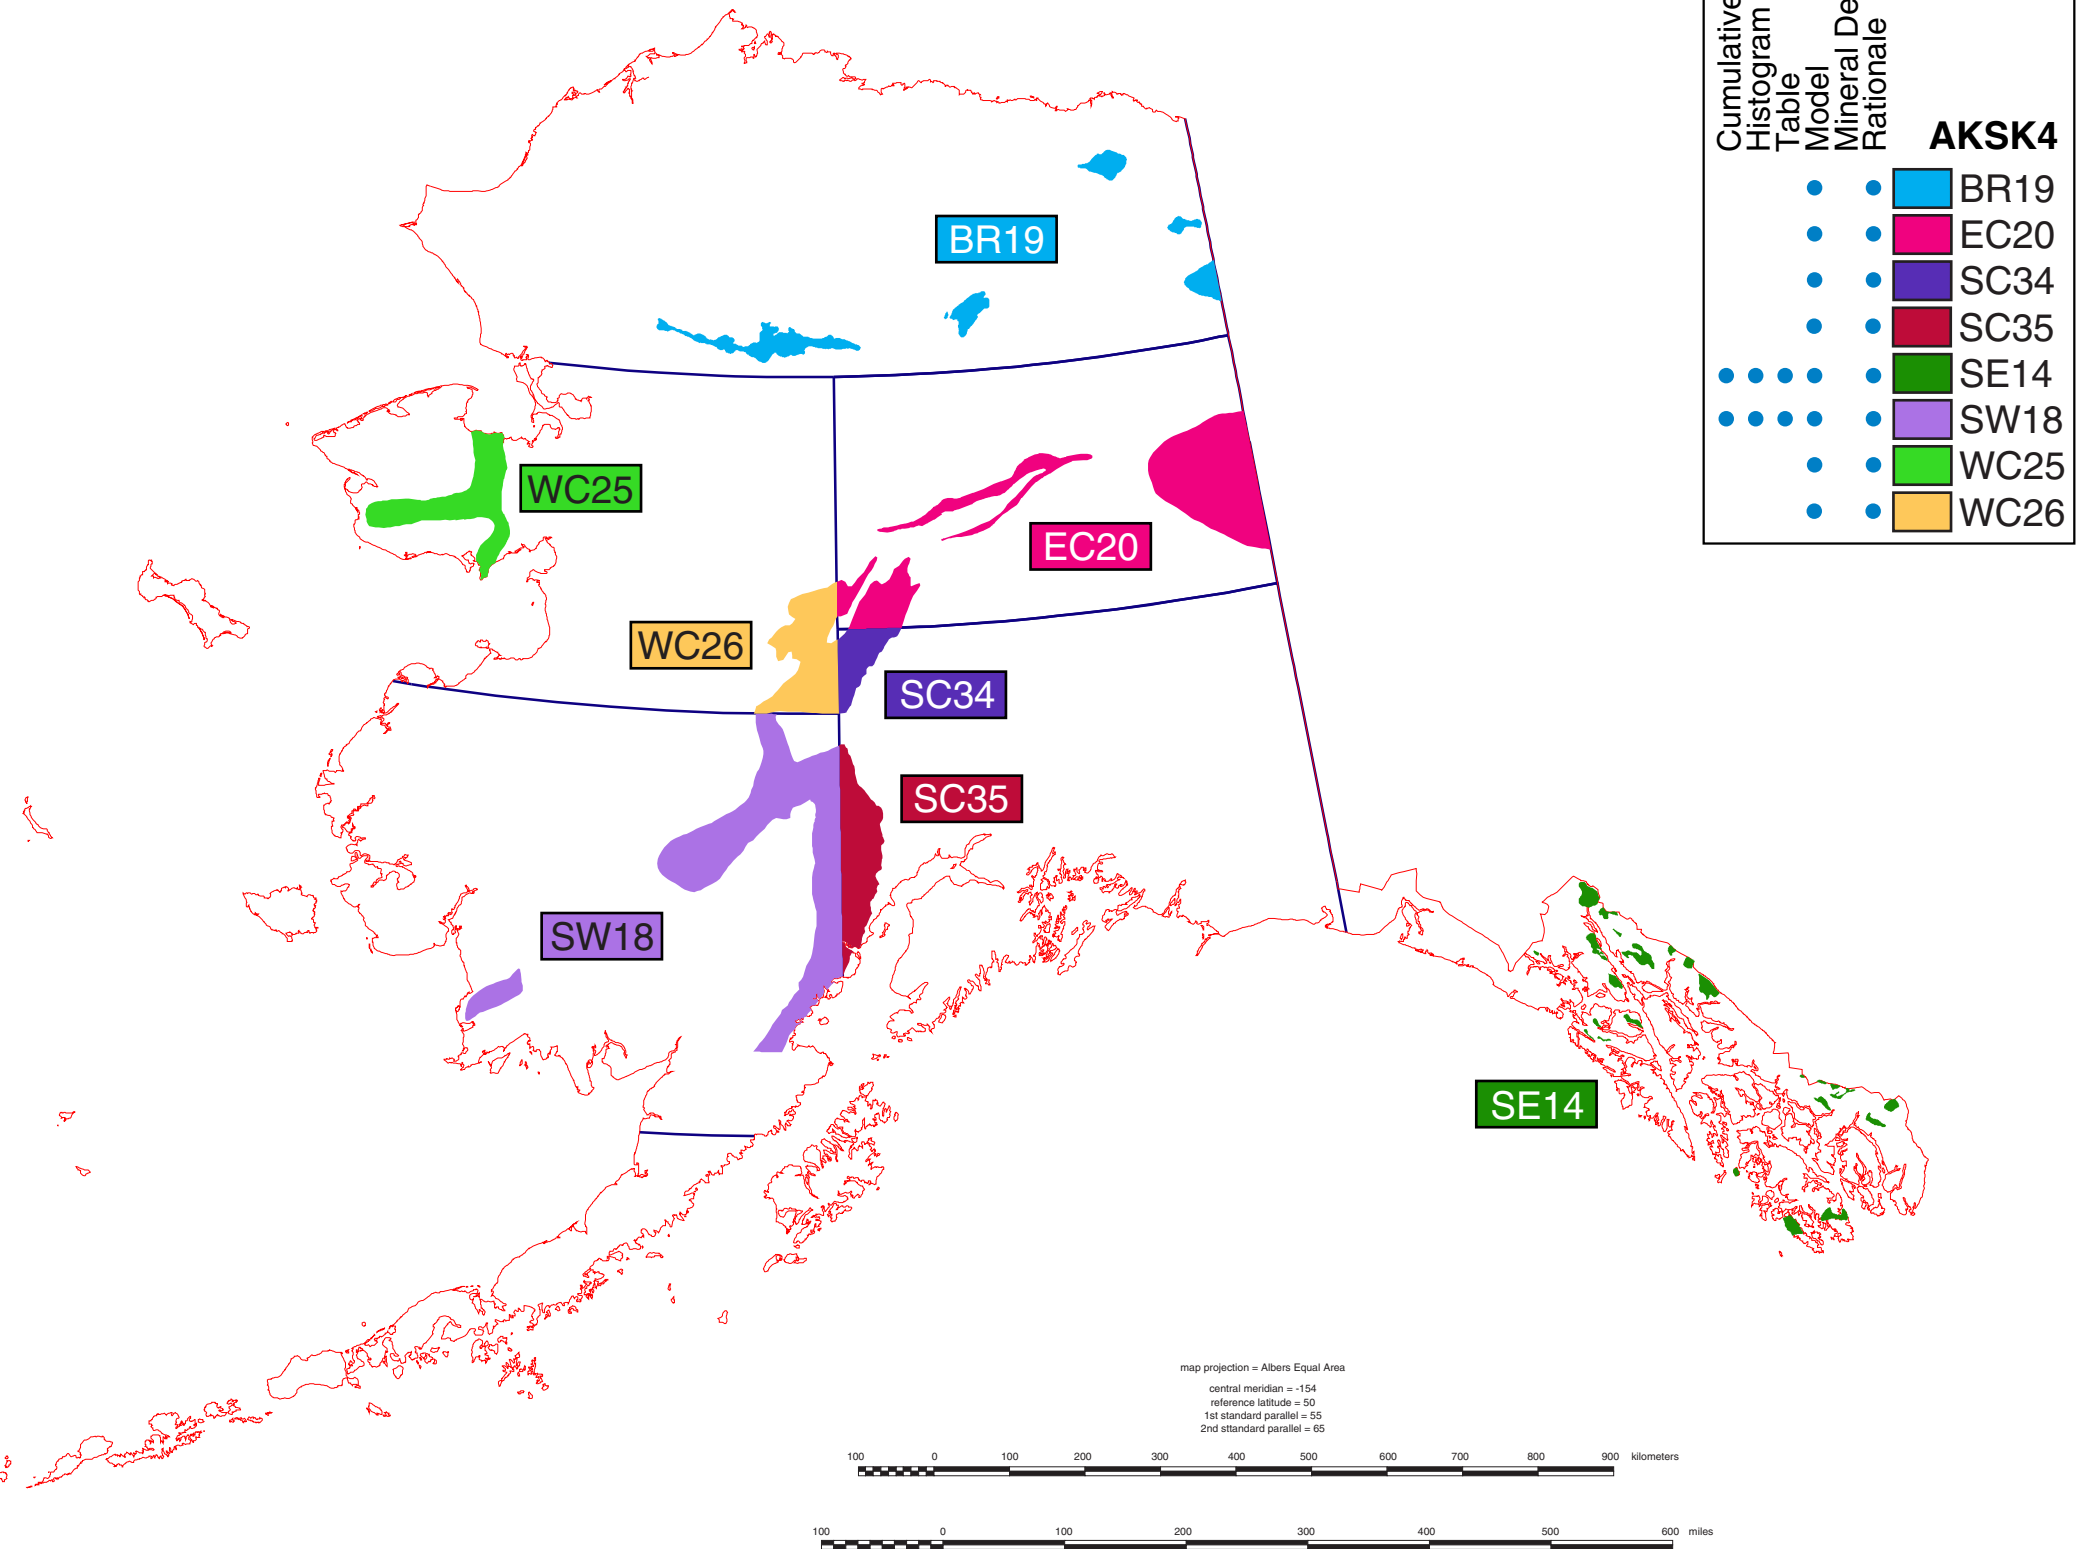 Cumulative
Histogram
Table
Model
Mineral De
Rationale
AKSK4
BR19
EC20
SC34
SC35
SE14
SW18
WC25
WC26
BR19
WC25
EC20
WC26
SC34
SC35
SW18
SE14
map projection = Albers Equal Area
central meridian = -154
reference latitude = 50
1st standard parallel = 55
2nd sttandard parallel = 65
100 0 100 200 300 400 500 600 700 800 900 kilometers
100 0 100 200 300 400 500 600 miles